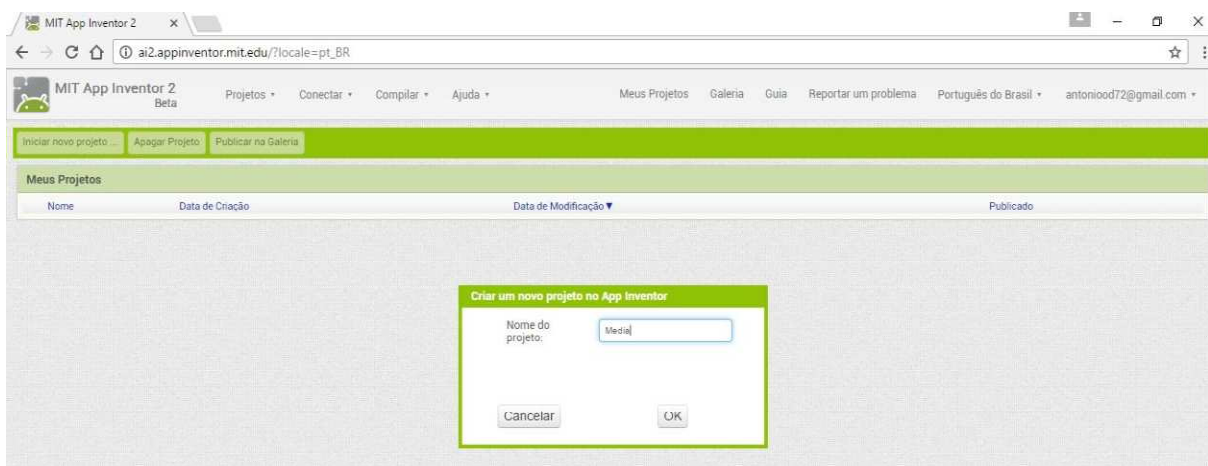 MIT App Inventor 2
ai2.appinventor.mit.edu/?locale=pt_BR
MIT App Inventor 2
Beta
Projetos Conectar Compilar Ajuda Meus Projetos Galeria Guia Reportar um problema Português do Brasil antoniood72@gmail.com
Iniciar novo projeto ... Apagar Projeto Publicar na Galeria
Meus Projetos
Nome Data de Criação Data de Modificação Publicado
Criar um novo projeto no App Inventor
Nome do
projeto:
Media
Cancelar OK